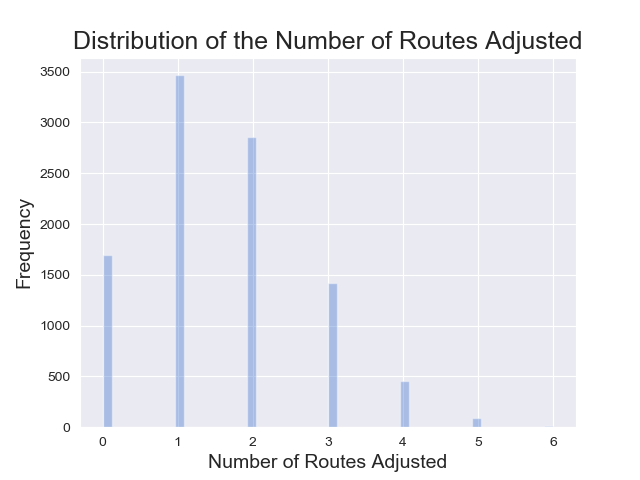 Distribution of the Number of Routes Adjusted
3500
3000
2500
2000
1500
1000
500
0
Frequency
0 1 2 3 4 5 6
Number of Routes Adjusted